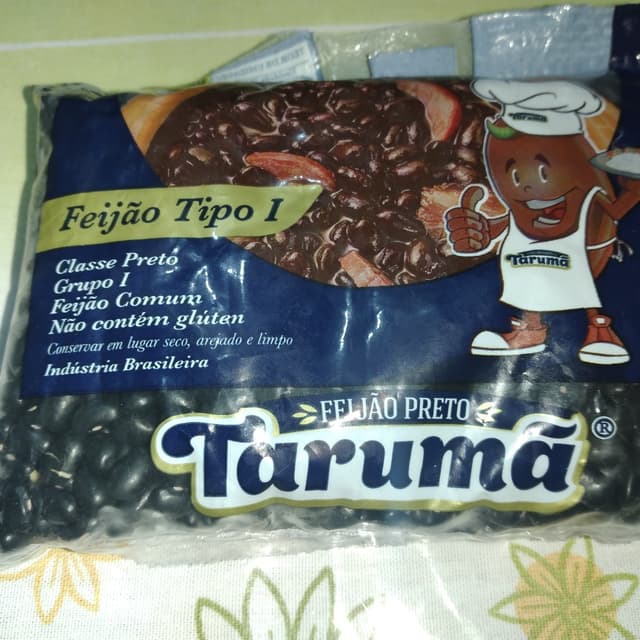 Tarumã
Feijão Tipo I
Classe Preto
Grupo I
Feijão Comum
Não contém glúten
Conservar em lugar seco, arejado e limpo
Indústria Brasileira
Tarumã
FEIJÃO PRETO
Tarumã®